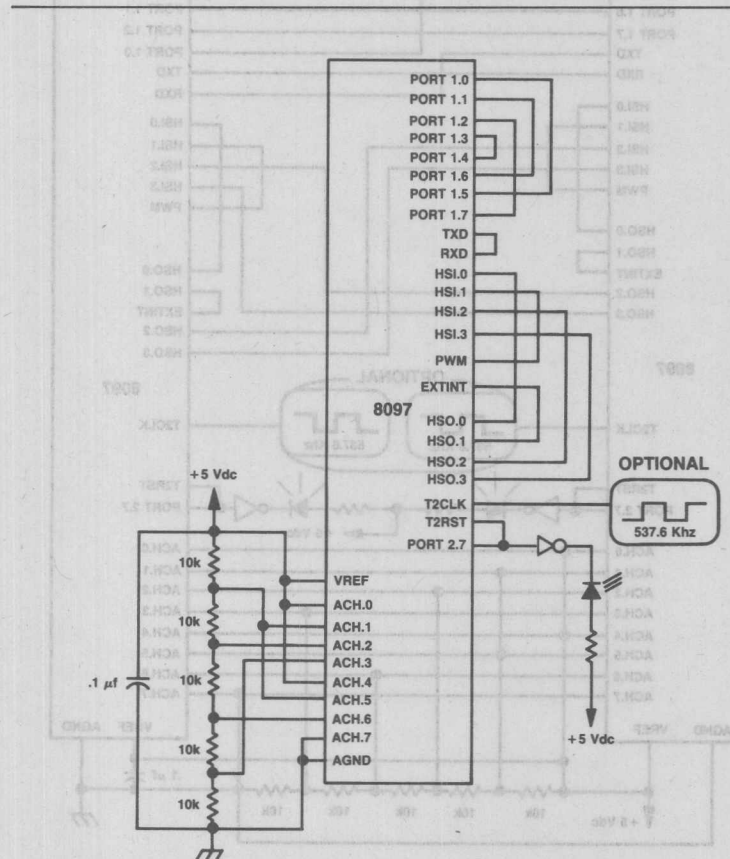 PORT 1.0
PORT 1.1
PORT 1.2
PORT 1.3
PORT 1.4
PORT 1.6
PORT 1.5
PORT 1.7
TXD
RXD
HSI.0
HSI.1
HSI.2
HSI.3
PWM
EXTINT
8097
HSO.0
HSO.1
HSO.2
HSO.3
T2CLK
T2RST
PORT 2.7
OPTIONAL
537.6 Khz
+5 Vdc
+5 Vdc
10k
10k
10k
10k
10k
.1 µf
VREF
ACH.0
ACH.1
ACH.2
ACH.3
ACH.4
ACH.5
ACH.6
ACH.7
AGND